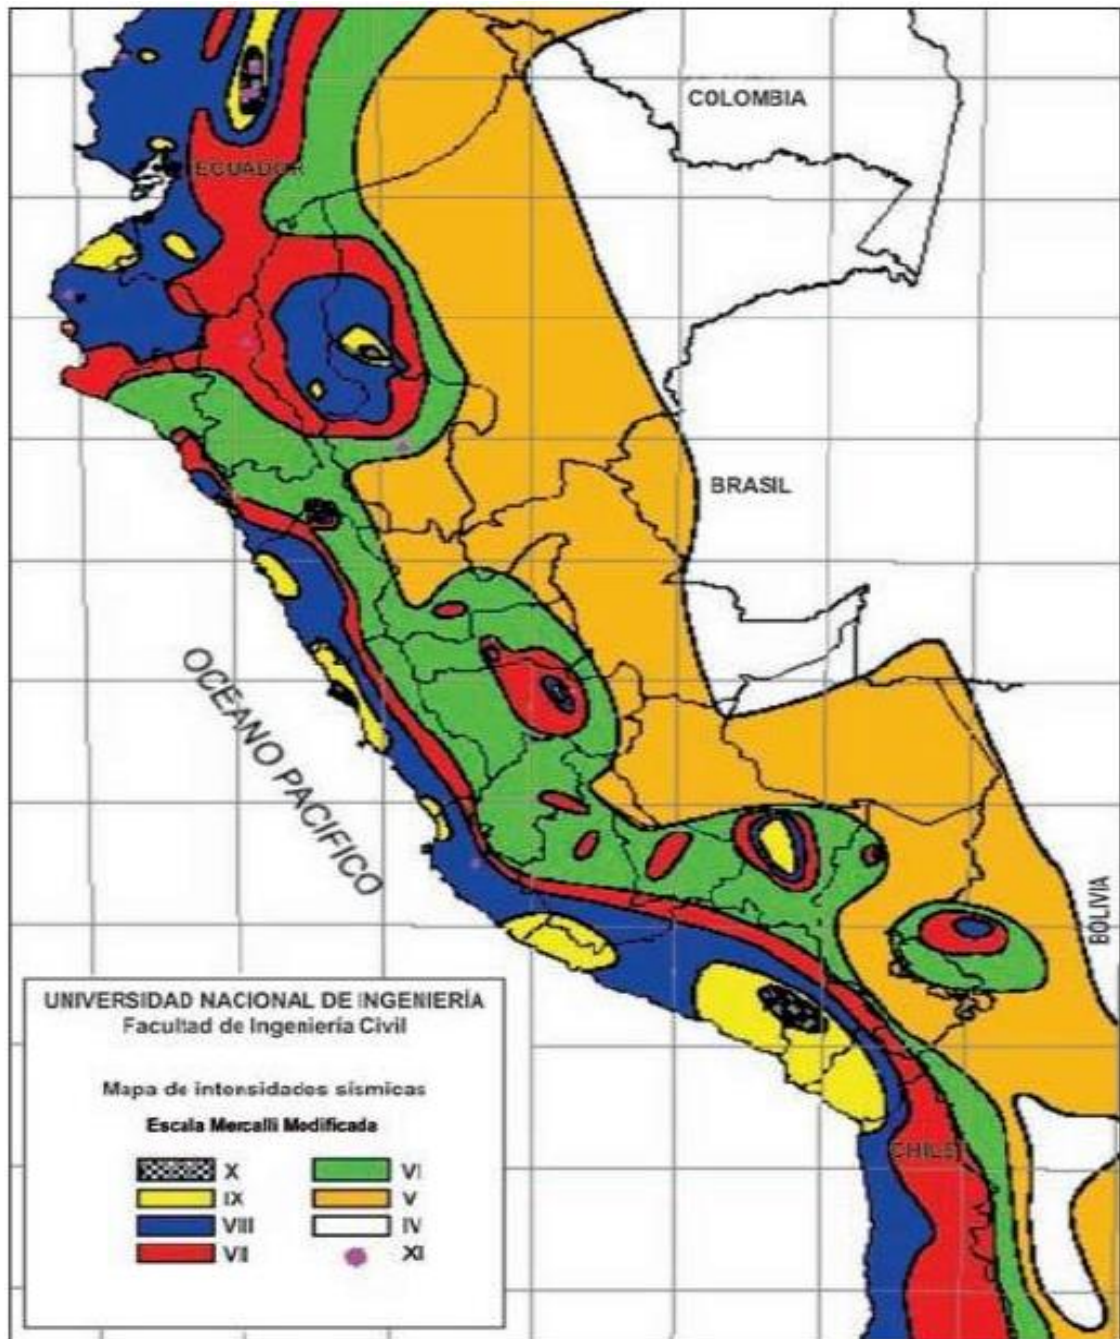 COLOMBIA
ECUADOR
BRASIL
OCEANO PACIFICO
BOLIVIA
CHILE
UNIVERSIDAD NACIONAL DE INGENIERÍA
Facultad de Ingeniería Civil
Mapa de intensidades sísmicas
Escala Mercalli Modificada
X VI
IX V
VIII IV
VII XI